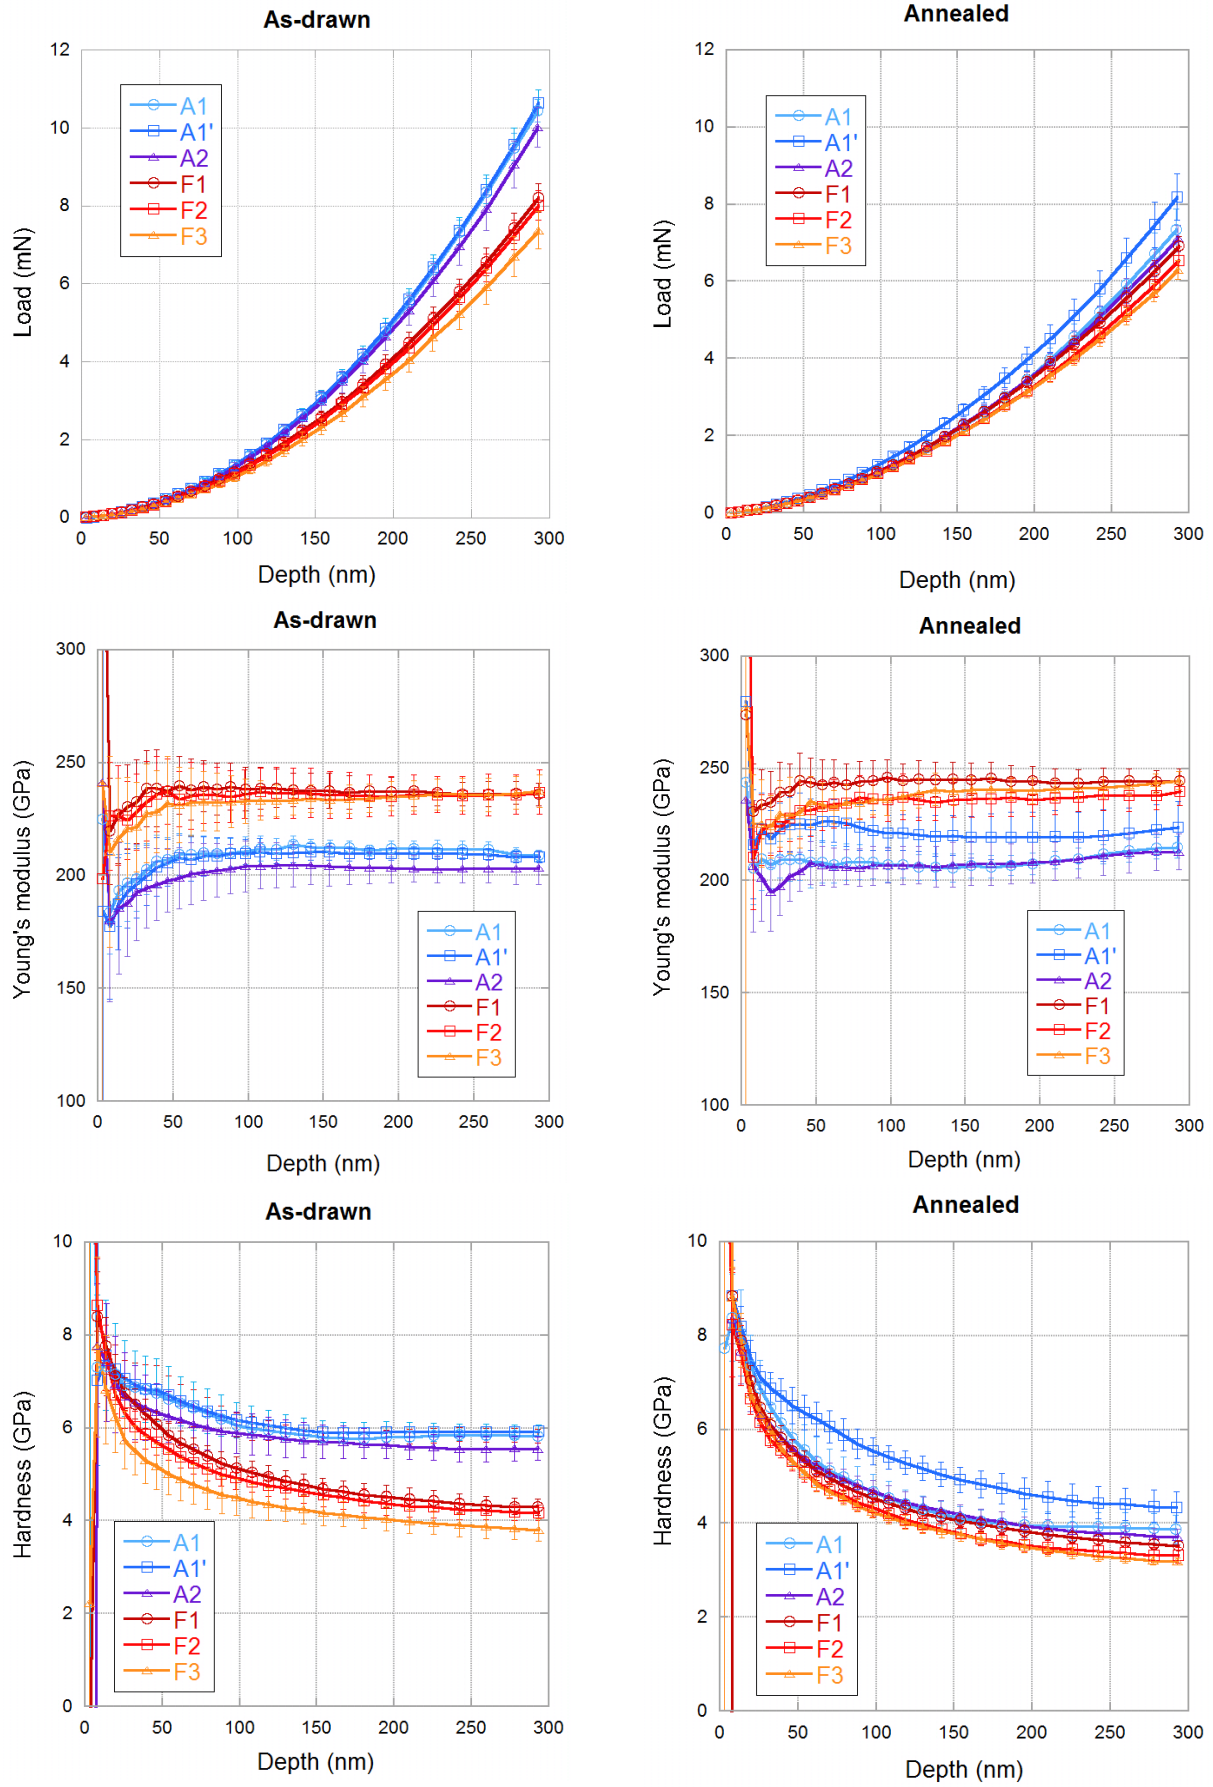 As-drawn
12
10
8
6
4
2
0
Load (mN)
A1
A1'
A2
F1
F2
F3
0 50 100 150 200 250 300
Depth (nm)
Annealed
12
10
8
6
4
2
0
Load (mN)
A1
A1'
A2
F1
F2
F3
0 50 100 150 200 250 300
Depth (nm)
As-drawn
300
250
200
150
100
Young's modulus (GPa)
A1
A1'
A2
F1
F2
F3
0 50 100 150 200 250 300
Depth (nm)
Annealed
300
250
200
150
100
Young's modulus (GPa)
A1
A1'
A2
F1
F2
F3
0 50 100 150 200 250 300
Depth (nm)
As-drawn
10
8
6
4
2
0
Hardness (GPa)
A1
A1'
A2
F1
F2
F3
0 50 100 150 200 250 300
Depth (nm)
Annealed
10
8
6
4
2
0
Hardness (GPa)
A1
A1'
A2
F1
F2
F3
0 50 100 150 200 250 300
Depth (nm)